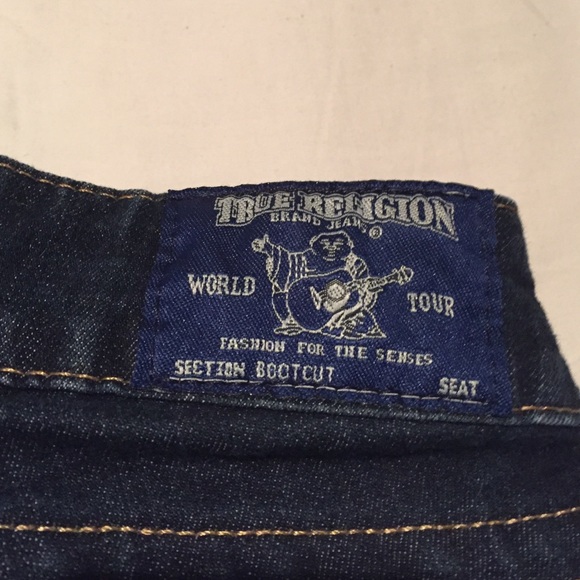 TRUE RELIGION
BRAND JEANS®
WORLD TOUR
FASHION FOR THE SENSES
SECTION BOOTCUT SEAT